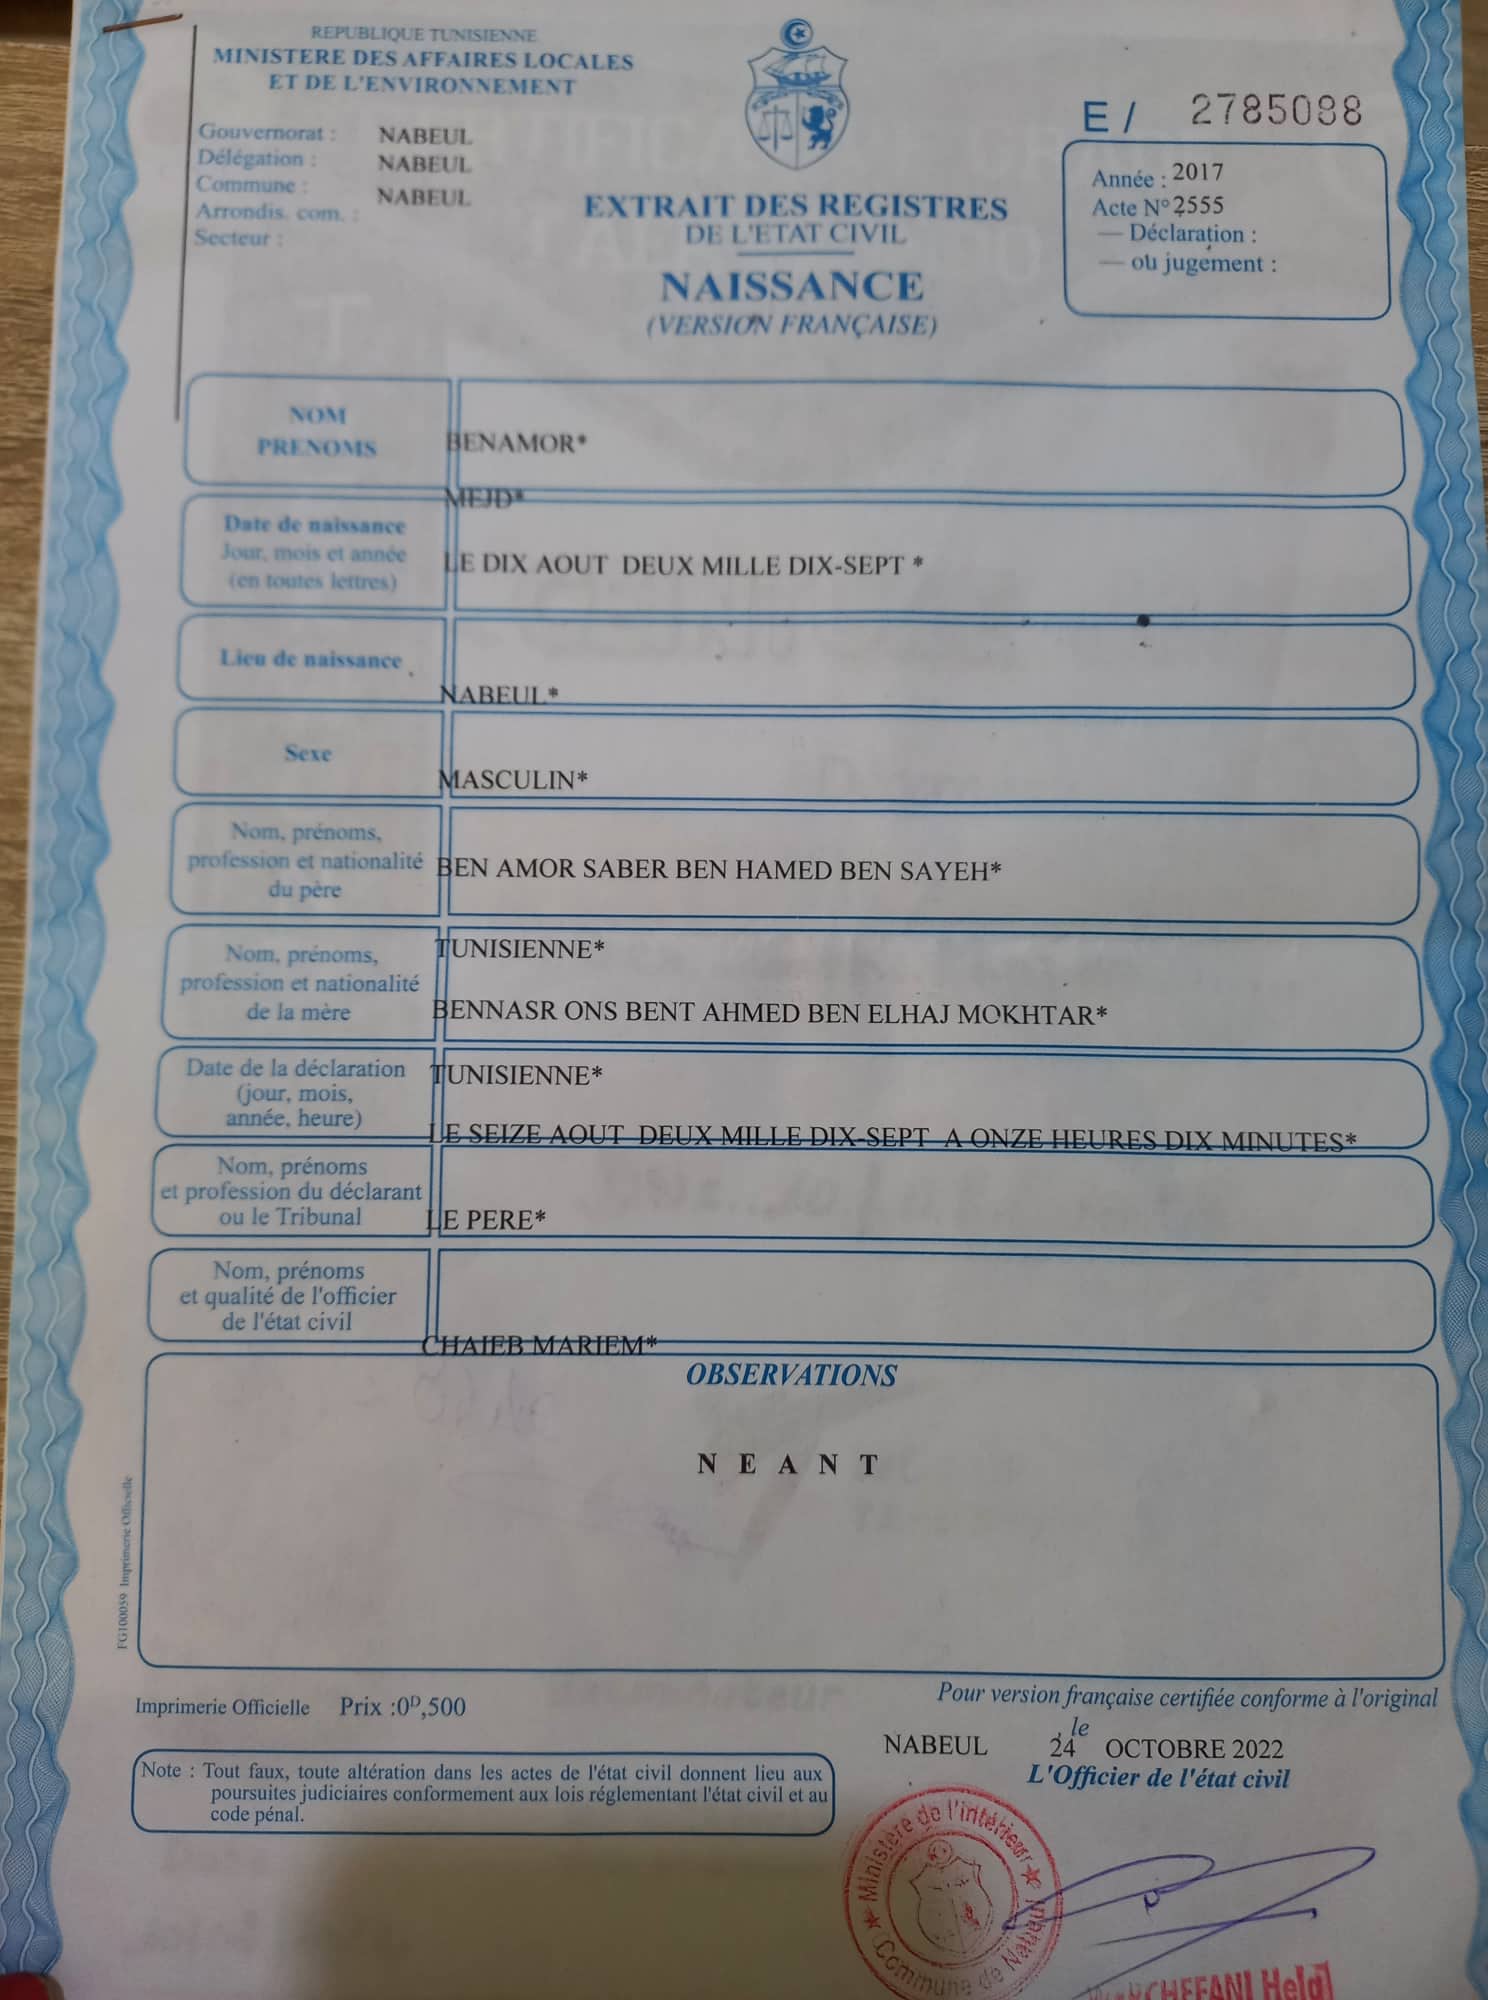 REPUBLIQUE TUNISIENNE
MINISTERE DES AFFAIRES LOCALES
ET DE L'ENVIRONNEMENT
Gouvernorat : NABEUL
Délégation : NABEUL
Commune : NABEUL
Arrondis. com. :
Secteur :
E / 2785088
Année : 2017
Acte N° 2555
— Déclaration :
— ou jugement :
EXTRAIT DES REGISTRES
DE L'ETAT CIVIL
NAISSANCE
(VERSION FRANÇAISE)
NOM
PRENOMS
BENAMOR*
MEJD*
Date de naissance
Jour, mois et année
(en toutes lettres)
LE DIX AOUT DEUX MILLE DIX-SEPT *
Lieu de naissance
NABEUL*
Sexe
MASCULIN*
Nom, prénoms,
profession et nationalité
du père
BEN AMOR SABER BEN HAMED BEN SAYEH*
TUNISIENNE*
Nom, prénoms,
profession et nationalité
de la mère
BENNASR ONS BENT AHMED BEN ELHAJ MOKHTAR*
TUNISIENNE*
Date de la déclaration
(jour, mois,
année, heure)
LE SEIZE AOUT DEUX MILLE DIX-SEPT A ONZE HEURES DIX MINUTES*
Nom, prénoms
et profession du déclarant
ou le Tribunal
LE PERE*
Nom, prénoms
et qualité de l'officier
de l'état civil
CHAIEB MARIEM*
OBSERVATIONS
N E A N T
FG100059 Imprimerie Officielle
Imprimerie Officielle Prix :0D,500
Pour version française certifiée conforme à l'original
NABEUL , le 24 OCTOBRE 2022
L'Officier de l'état civil
Note : Tout faux, toute altération dans les actes de l'état civil donnent lieu aux
poursuites judiciaires conformement aux lois réglementant l'état civil et au
code pénal.
Ministère de l'intérieur
Commune de Nabeul
CHEFANI Hela